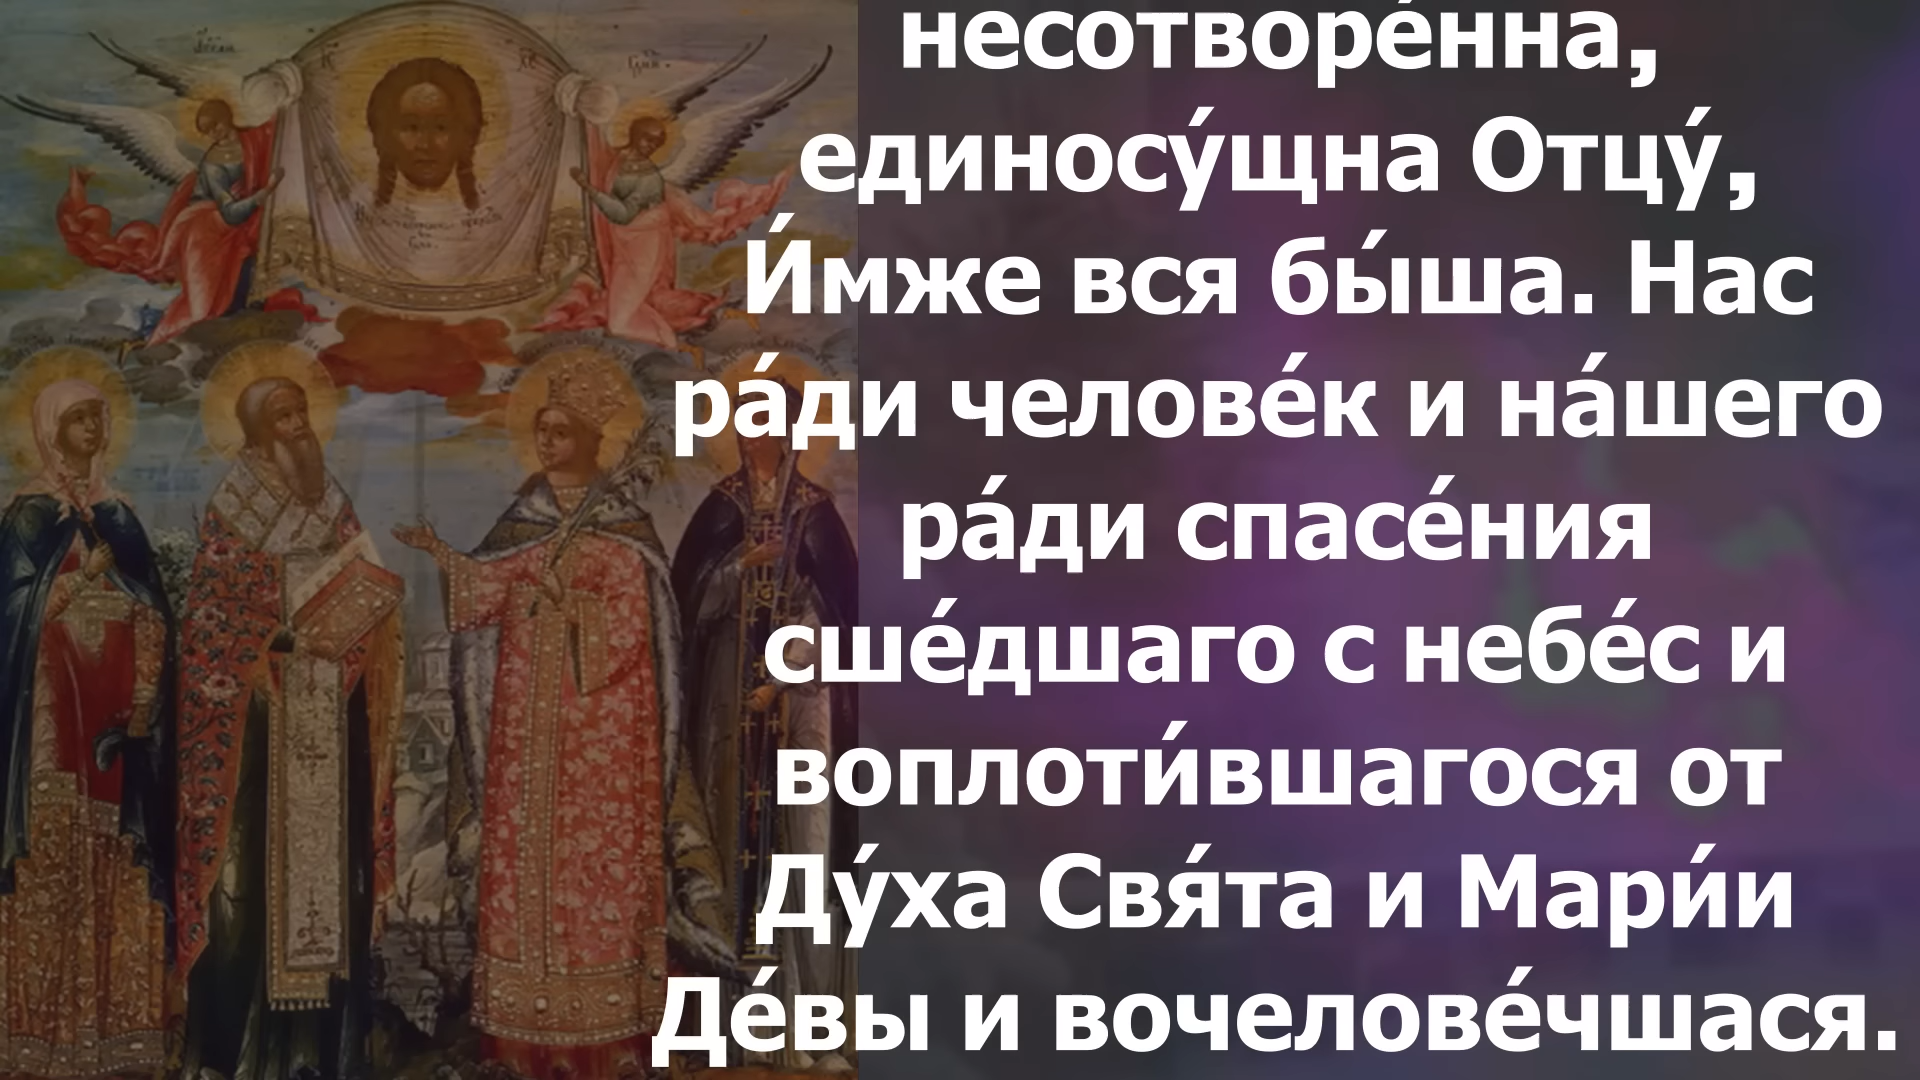 несотворе́нна,
единосу́щна Отцу́,
И́мже вся бы́ша. Нас
ра́ди челове́к и на́шего
ра́ди спасе́ния
сше́дшаго с небе́с и
воплоти́вшагося от
Ду́ха Свя́та и Мари́и
Де́вы и вочелове́чшася.